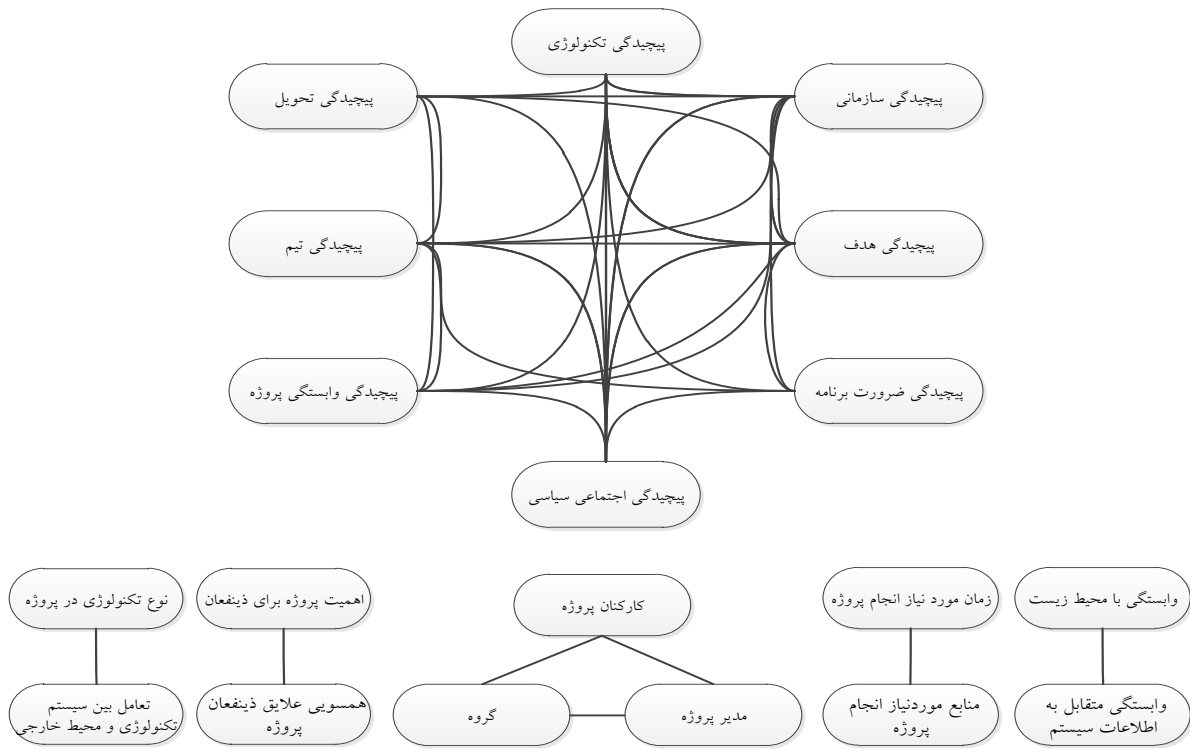 پیچیدگی تکنولوژی
پیچیدگی سازمانی
پیچیدگی تحویل
پیچیدگی هدف
پیچیدگی تیم
پیچیدگی ضرورت برنامه
پیچیدگی وابستگی پروژه
پیچیدگی اجتماعی سیاسی
وابستگی با محیط زیست
زمان مورد نیاز انجام پروژه
کارکنان پروژه
اهمیت پروژه برای ذینفعان
نوع تکنولوژی در پروژه
وابستگی متقابل به
اطلاعات سیستم
منابع موردنیاز انجام
پروژه
مدیر پروژه
گروه
همسویی علایق ذینفعان
پروژه
تعامل بین سیستم
تکنولوژی و محیط خارجی